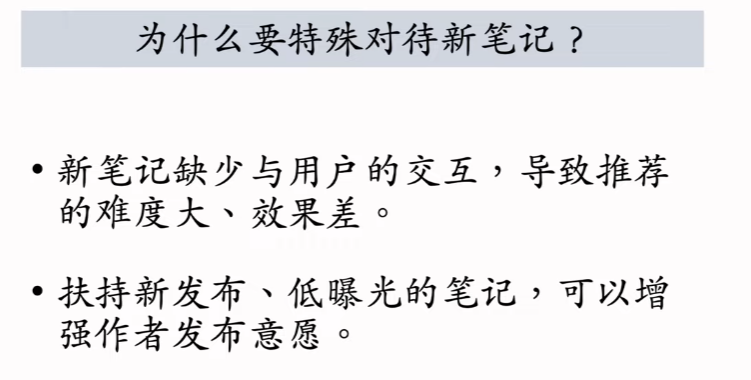 为什么要特殊对待新笔记？
• 新笔记缺少与用户的交互，导致推荐
的难度大、效果差。
• 扶持新发布、低曝光的笔记，可以增
强作者发布意愿。